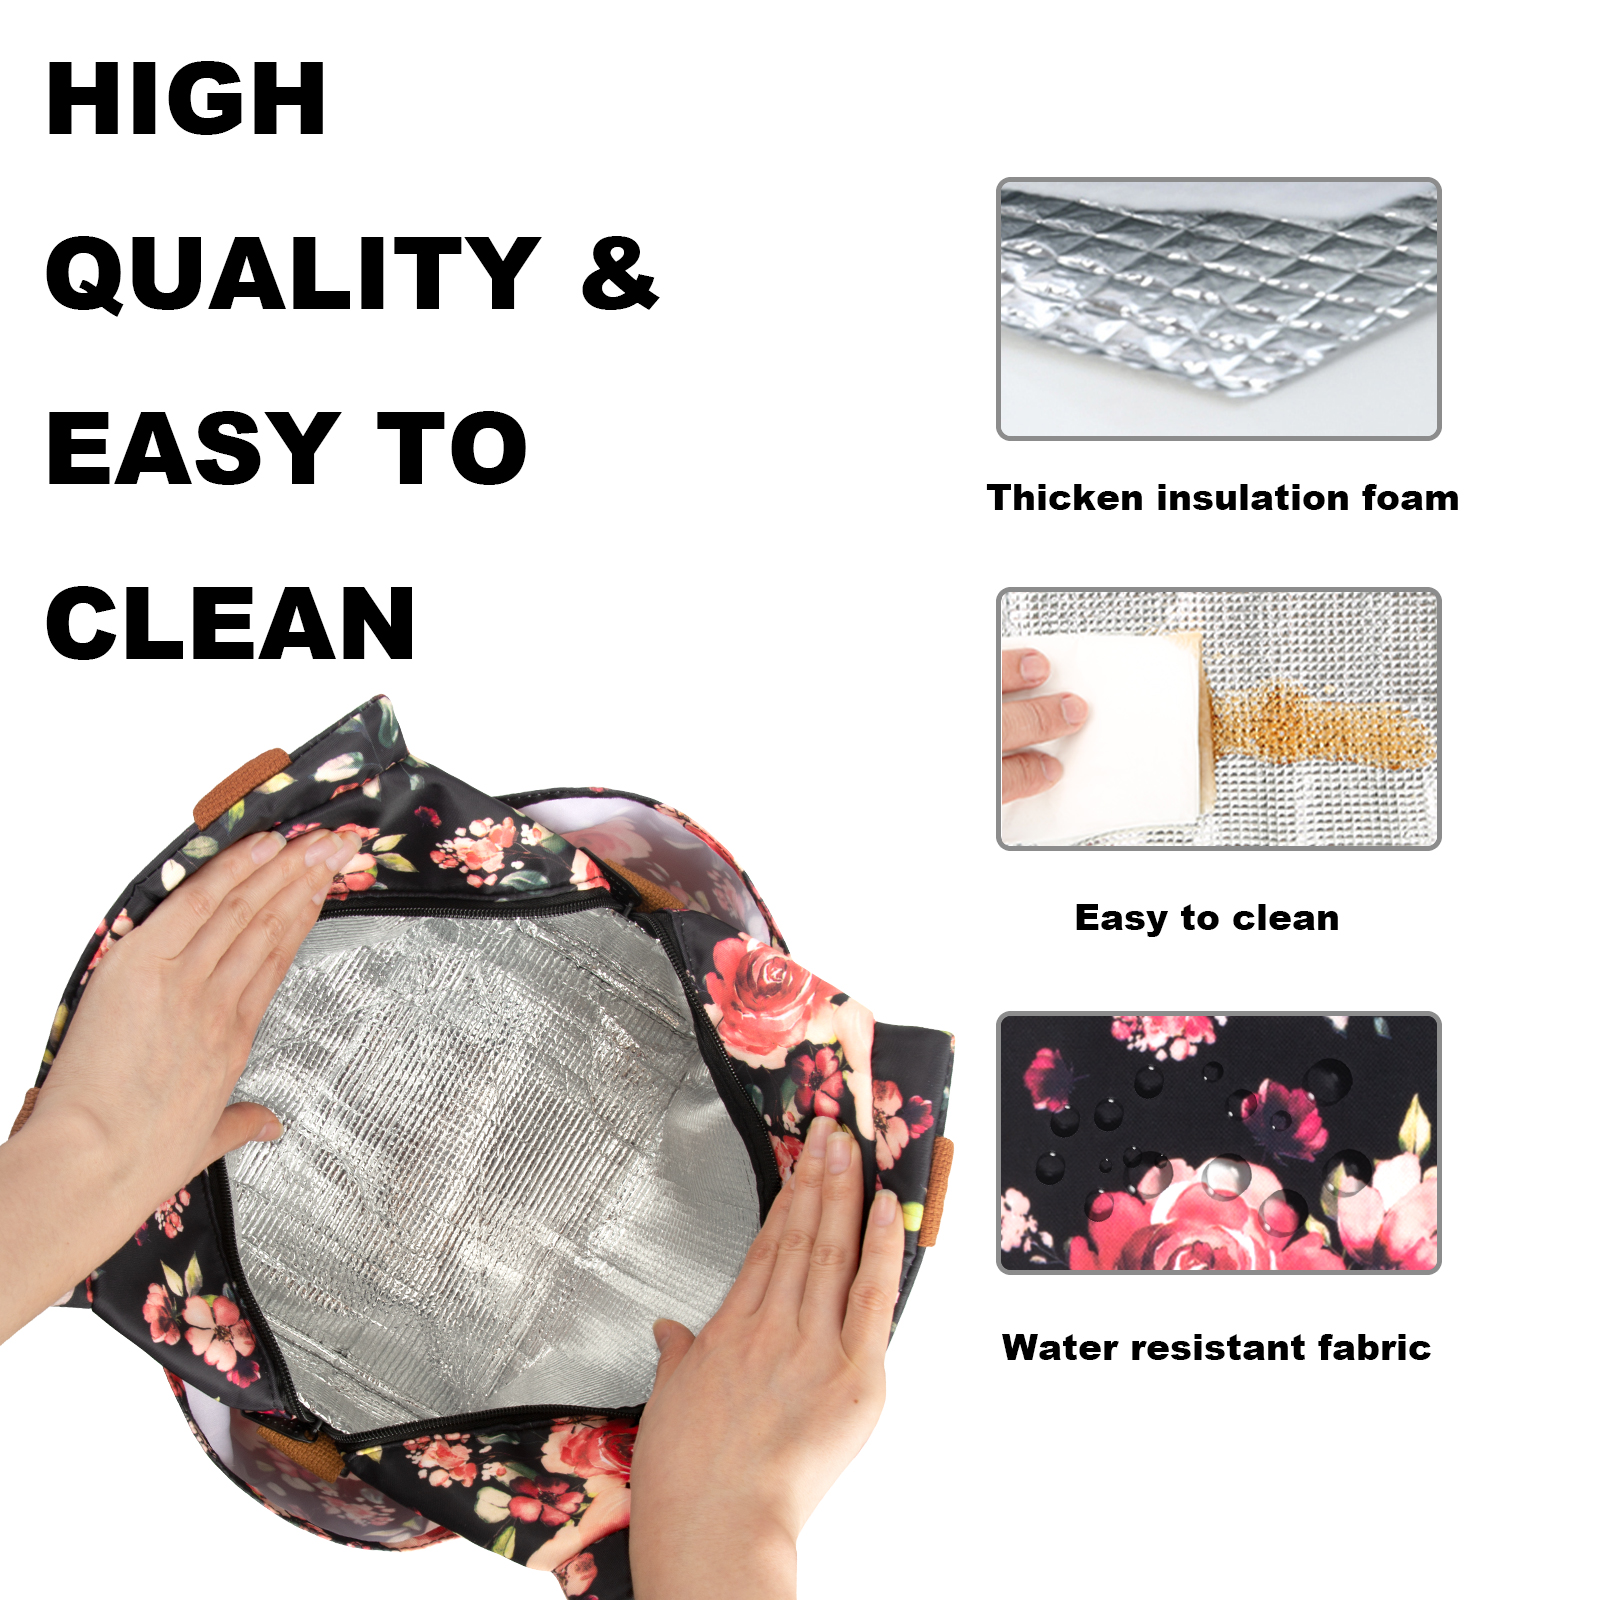 HIGH
QUALITY &
EASY TO
CLEAN
Thicken insulation foam
Easy to clean
Water resistant fabric